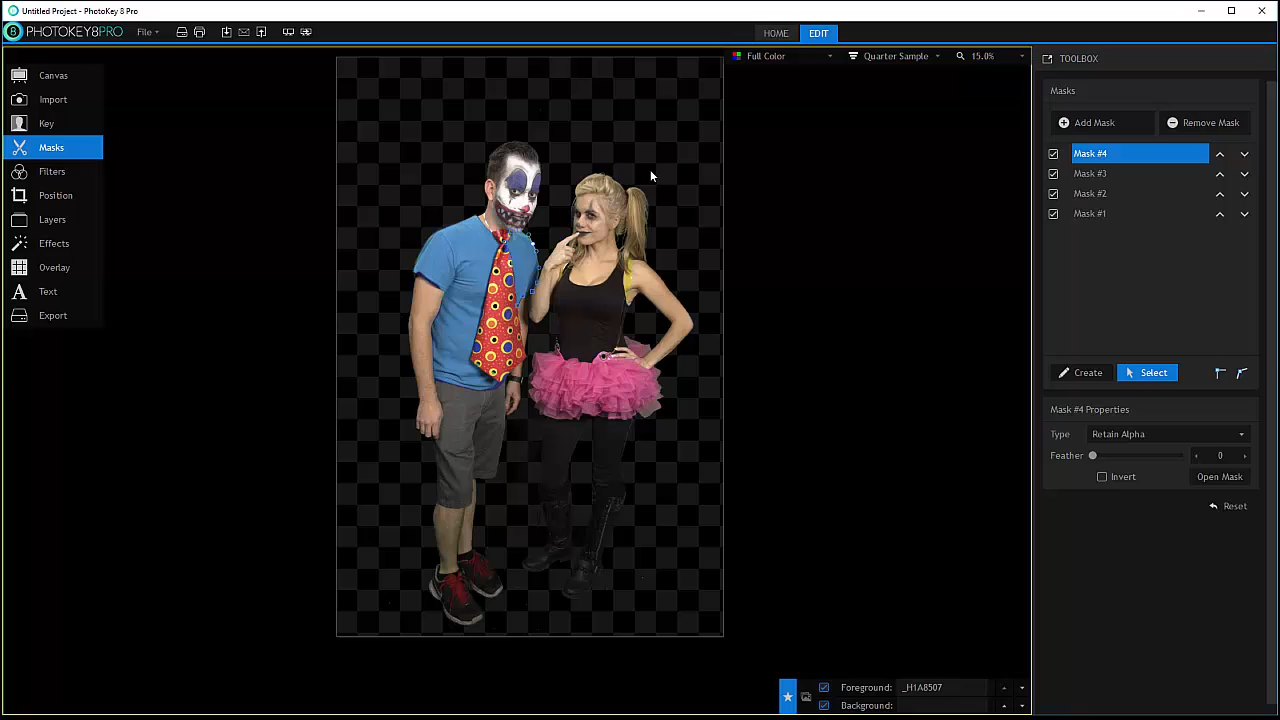 Untitled Project - PhotoKey 8 Pro
8 PHOTOKEY8PRO File HOME EDIT
Full Color Quarter Sample 15.0% TOOLBOX
Canvas
Import
Key
Masks
Filters
Position
Layers
Effects
Overlay
Text
Export
Masks
Add Mask Remove Mask
Mask #4
Mask #3
Mask #2
Mask #1
Create Select
Mask #4 Properties
Type Retain Alpha
Feather 0
Invert Open Mask
Reset
Foreground: _H1A8507
Background: